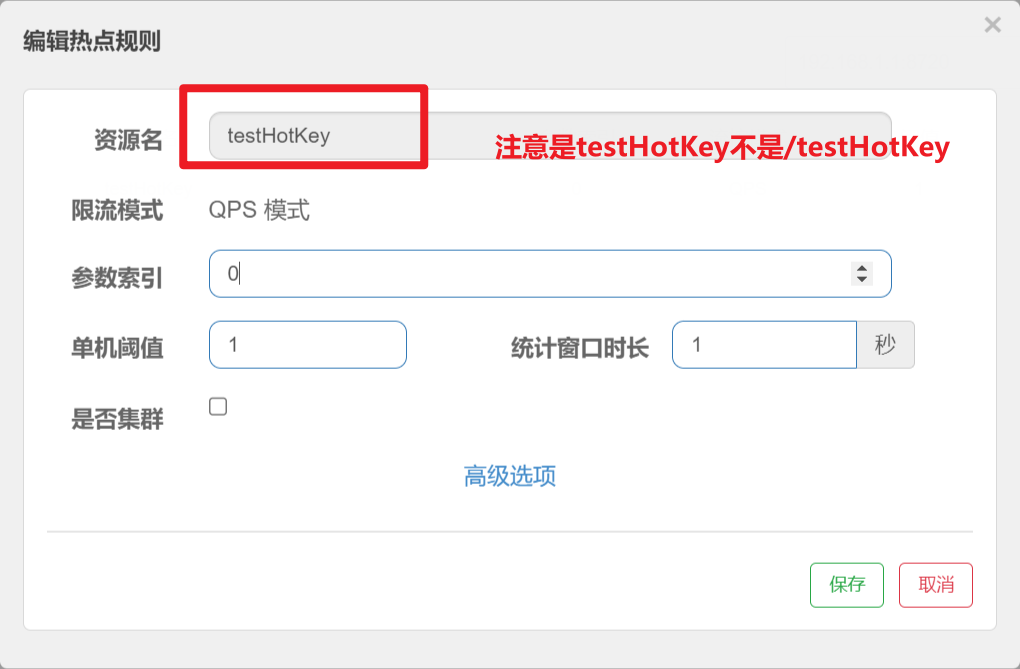 编辑热点规则
×
资源名 testHotKey 注意是testHotKey不是/testHotKey
限流模式 QPS 模式
参数索引 0
单机阈值 1 统计窗口时长 1 秒
是否集群
高级选项
保存 取消